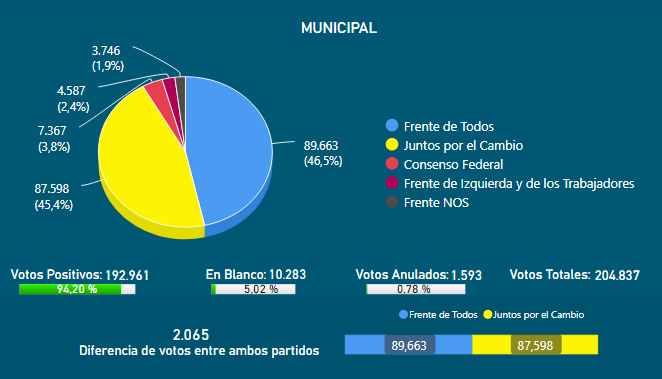 MUNICIPAL
3.746
(1,9%)
4.587
(2,4%)
7.367
(3,8%)
87.598
(45,4%)
89.663
(46,5%)
Frente de Todos
Juntos por el Cambio
Consenso Federal
Frente de Izquierda y de los Trabajadores
Frente NOS
Votos Positivos: 192.961
94,20 %
En Blanco: 10.283
5,02 %
Votos Anulados: 1.593
0,78 %
Votos Totales: 204.837
2.065
Diferencia de votos entre ambos partidos
Frente de Todos Juntos por el Cambio
89,663 87,598